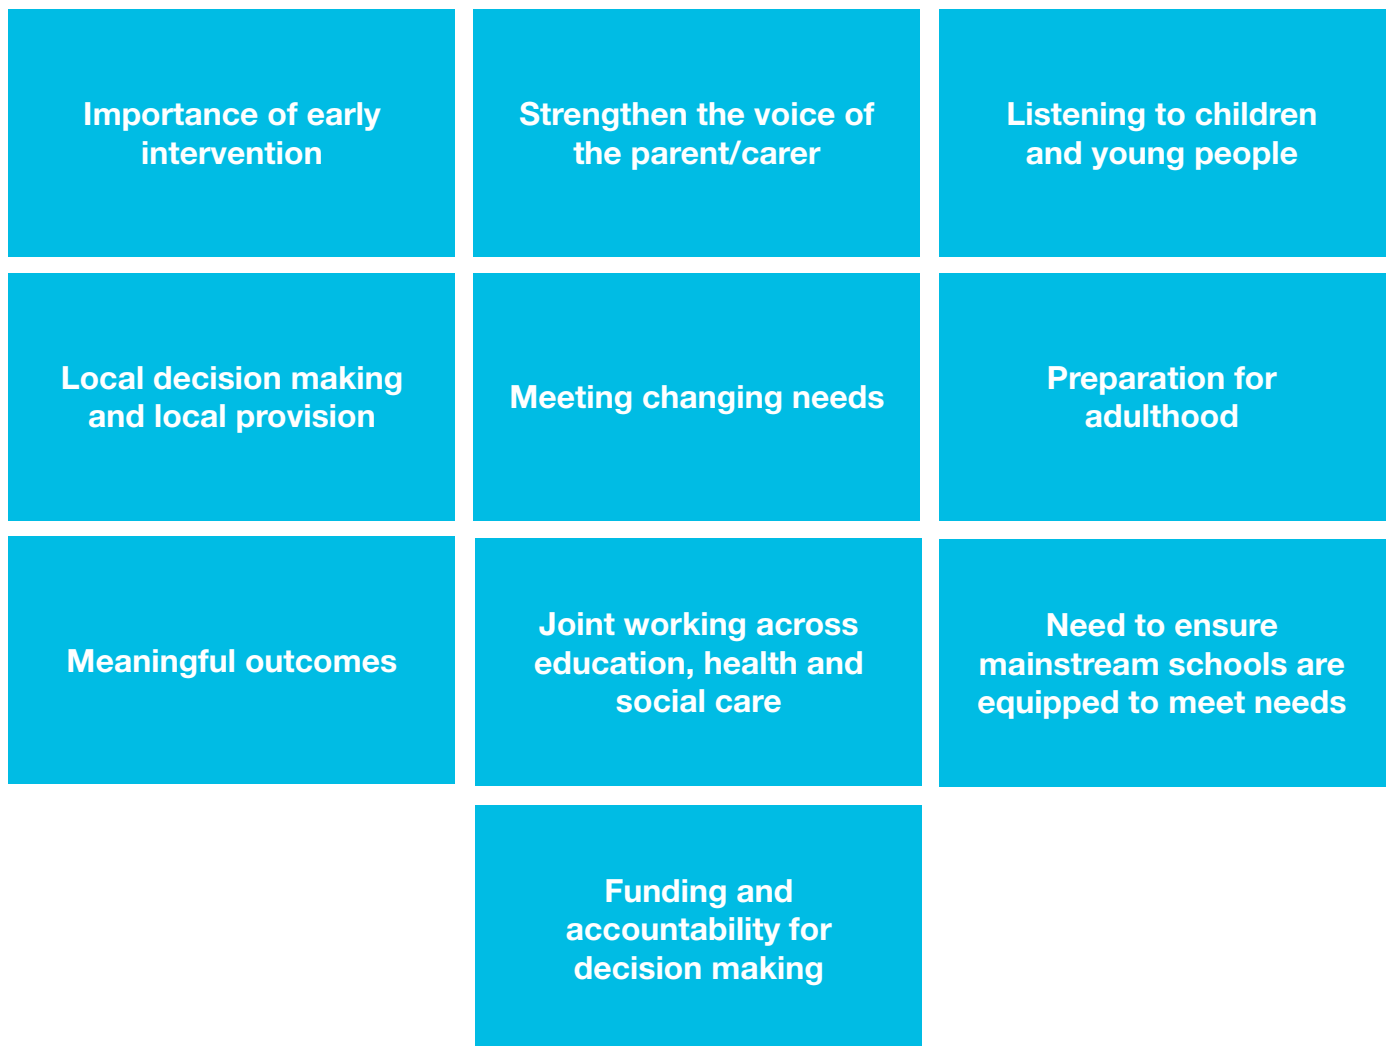 Importance of early
intervention
Strengthen the voice of
the parent/carer
Listening to children
and young people
Local decision making
and local provision
Meeting changing needs
Preparation for
adulthood
Meaningful outcomes
Joint working across
education, health and
social care
Need to ensure
mainstream schools are
equipped to meet needs
Funding and
accountability for
decision making